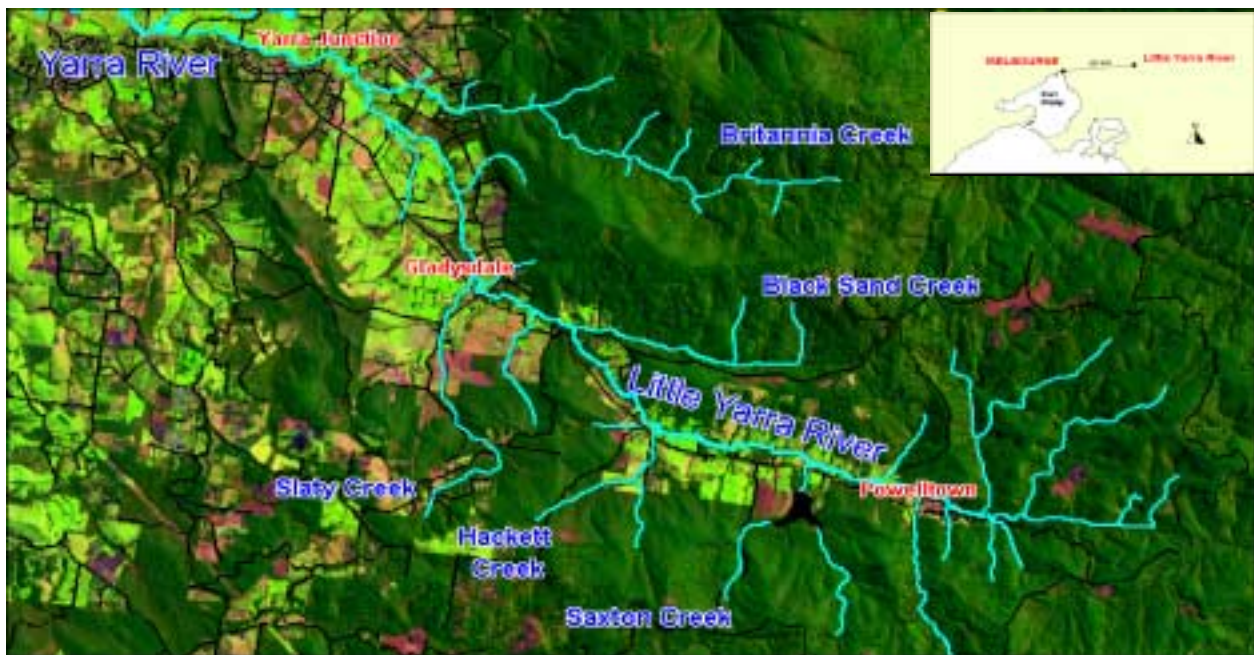 Yarra Junction
Yarra River
MELBOURNE
Little Yarra River
Britannia Creek
Gladysdale
Black Sand Creek
Little Yarra River
Slaty Creek
Powelltown
Hackett
Creek
Saxton Creek